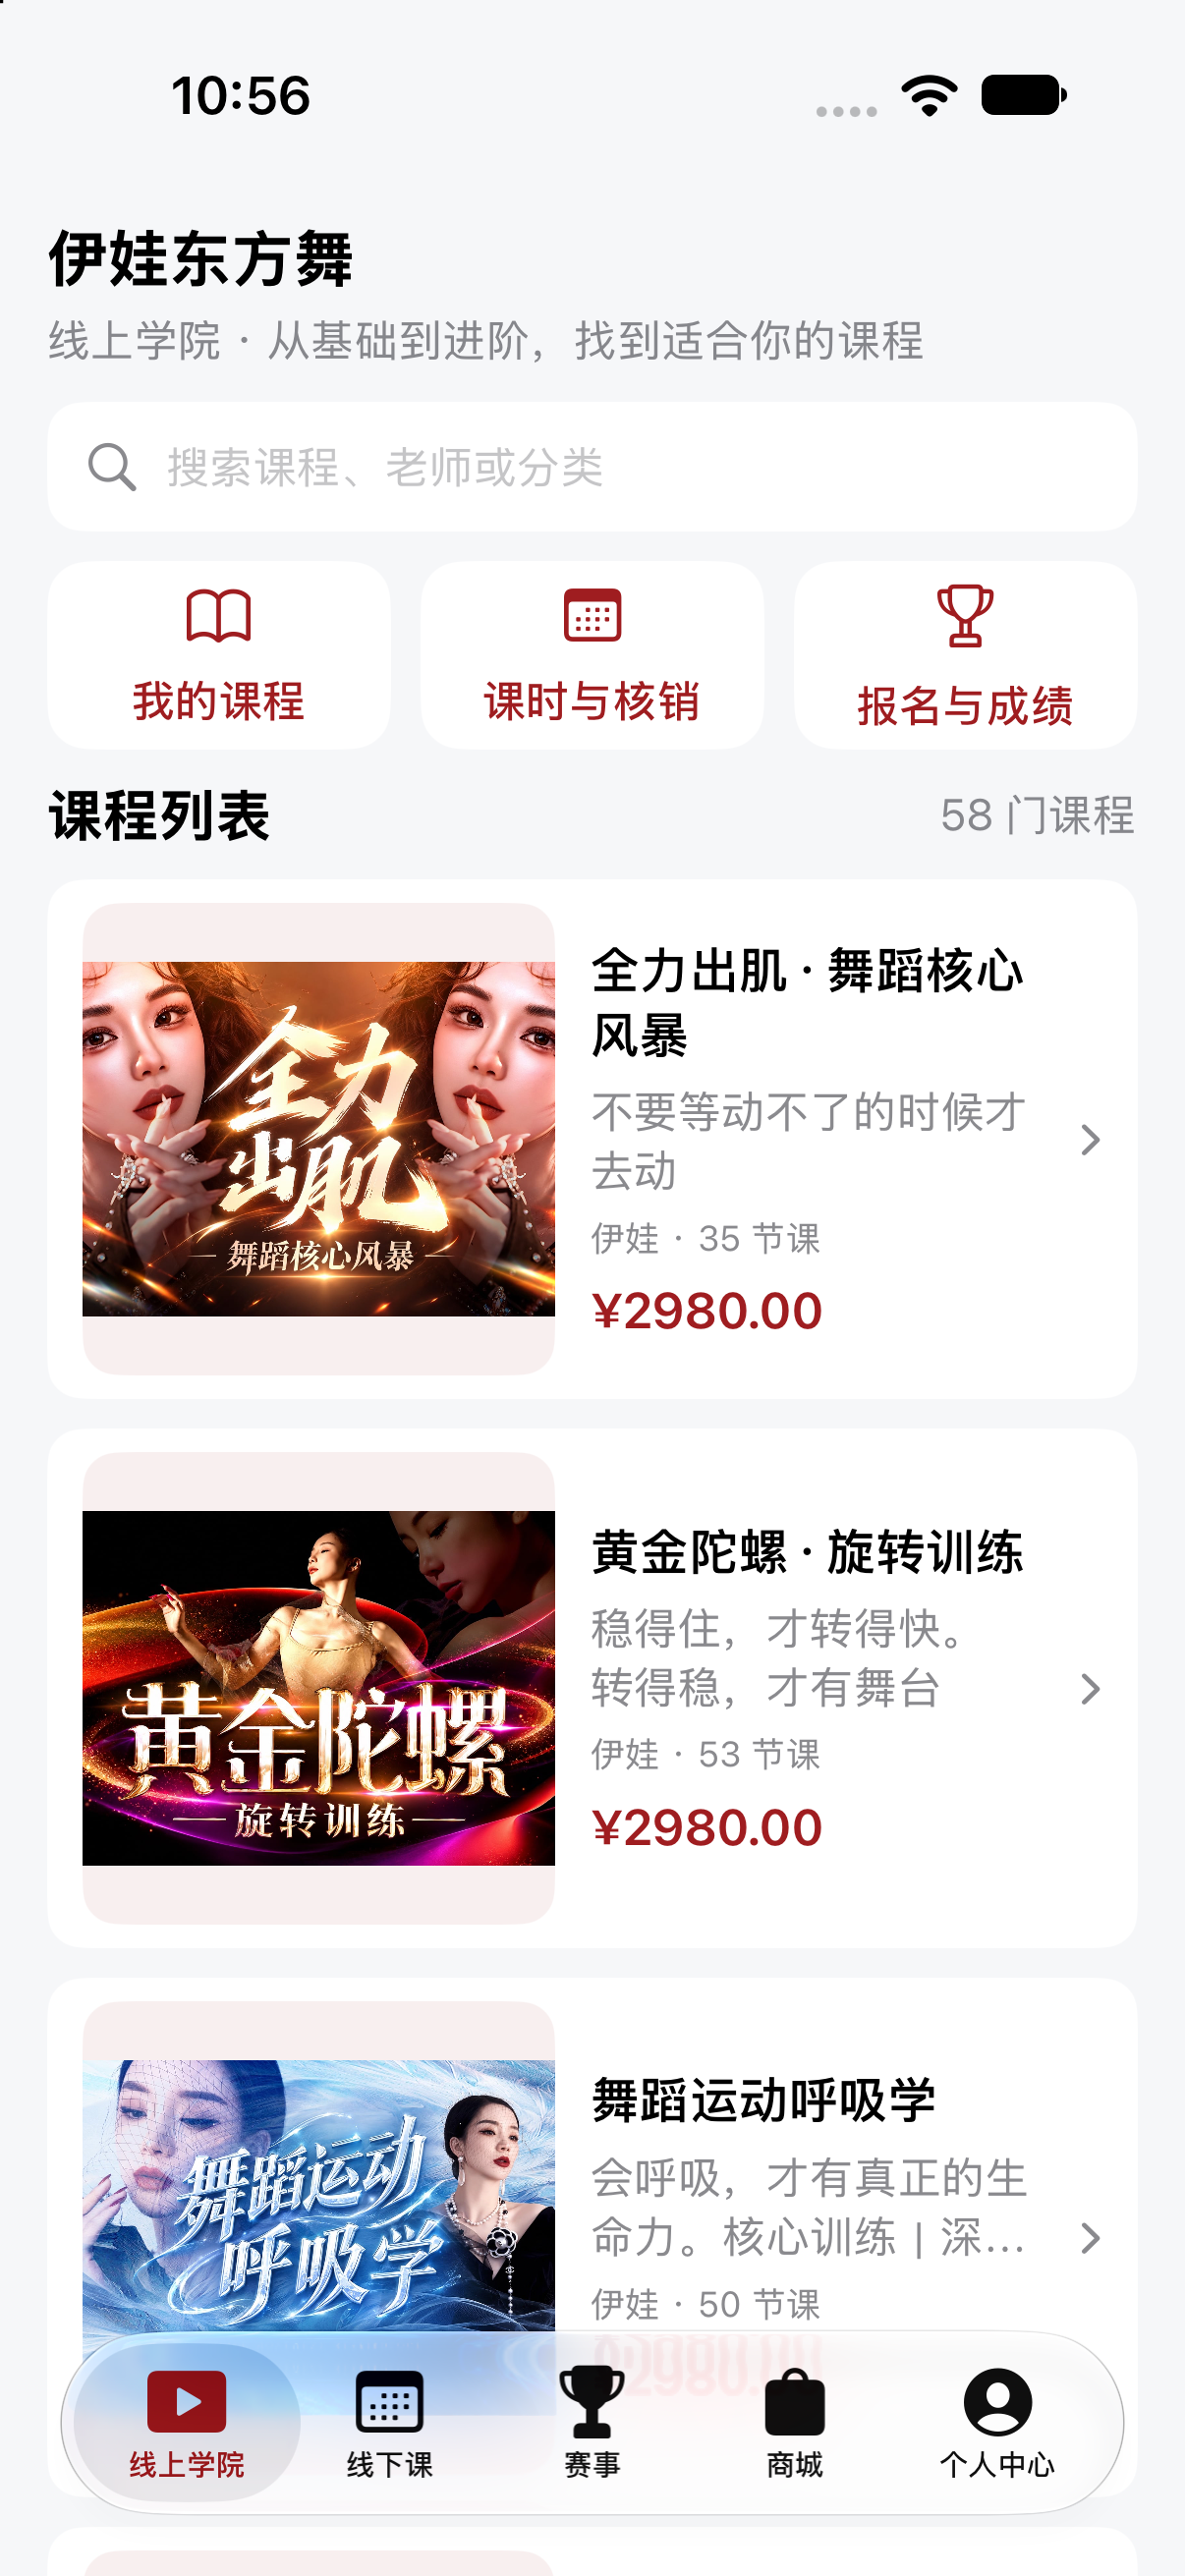 10:56
伊娃东方舞
线上学院 · 从基础到进阶，找到适合你的课程
搜索课程、老师或分类
我的课程
课时与核销
报名与成绩
课程列表
58 门课程
全力
出肌
舞蹈核心风暴
全力出肌 · 舞蹈核心
风暴
不要等动不了的时候才
去动
伊娃 · 35 节课
¥2980.00
黄金陀螺
旋转训练
黄金陀螺 · 旋转训练
稳得住，才转得快。
转得稳，才有舞台
伊娃 · 53 节课
¥2980.00
舞蹈运动
呼吸学
舞蹈运动呼吸学
会呼吸，才有真正的生
命力。核心训练 | 深...
伊娃 · 50 节课
¥2980.00
线上学院
线下课
赛事
商城
个人中心